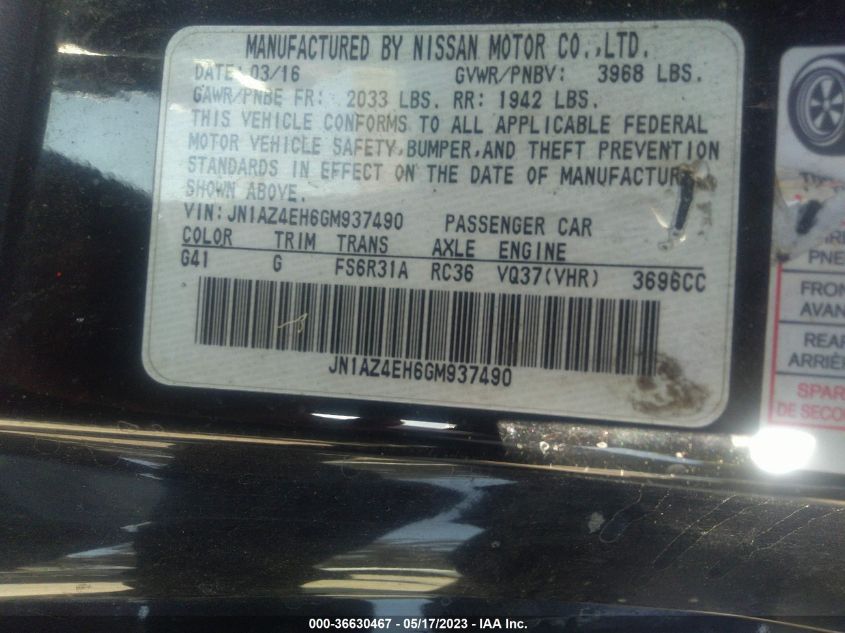 MANUFACTURED BY NISSAN MOTOR CO.,LTD.
DATE: 03/16 GVWR/PNBV: 3968 LBS.
GAWR/PNBE FR: 2033 LBS. RR: 1942 LBS.
THIS VEHICLE CONFORMS TO ALL APPLICABLE FEDERAL
MOTOR VEHICLE SAFETY,BUMPER,AND THEFT PREVENTION
STANDARDS IN EFFECT ON THE DATE OF MANUFACTUR
SHOWN ABOVE.
VIN:JN1AZ4EH6GM937490 PASSENGER CAR
COLOR TRIM TRANS AXLE ENGINE
G41 G FS6R31A RC36 VQ37(VHR) 3696CC
JN1AZ4EH6GM937490
PNE
FRON
AVAN
REAR
ARRIÈ
SPAR
DE SECO
000-36630467 - 05/17/2023 - IAA Inc.